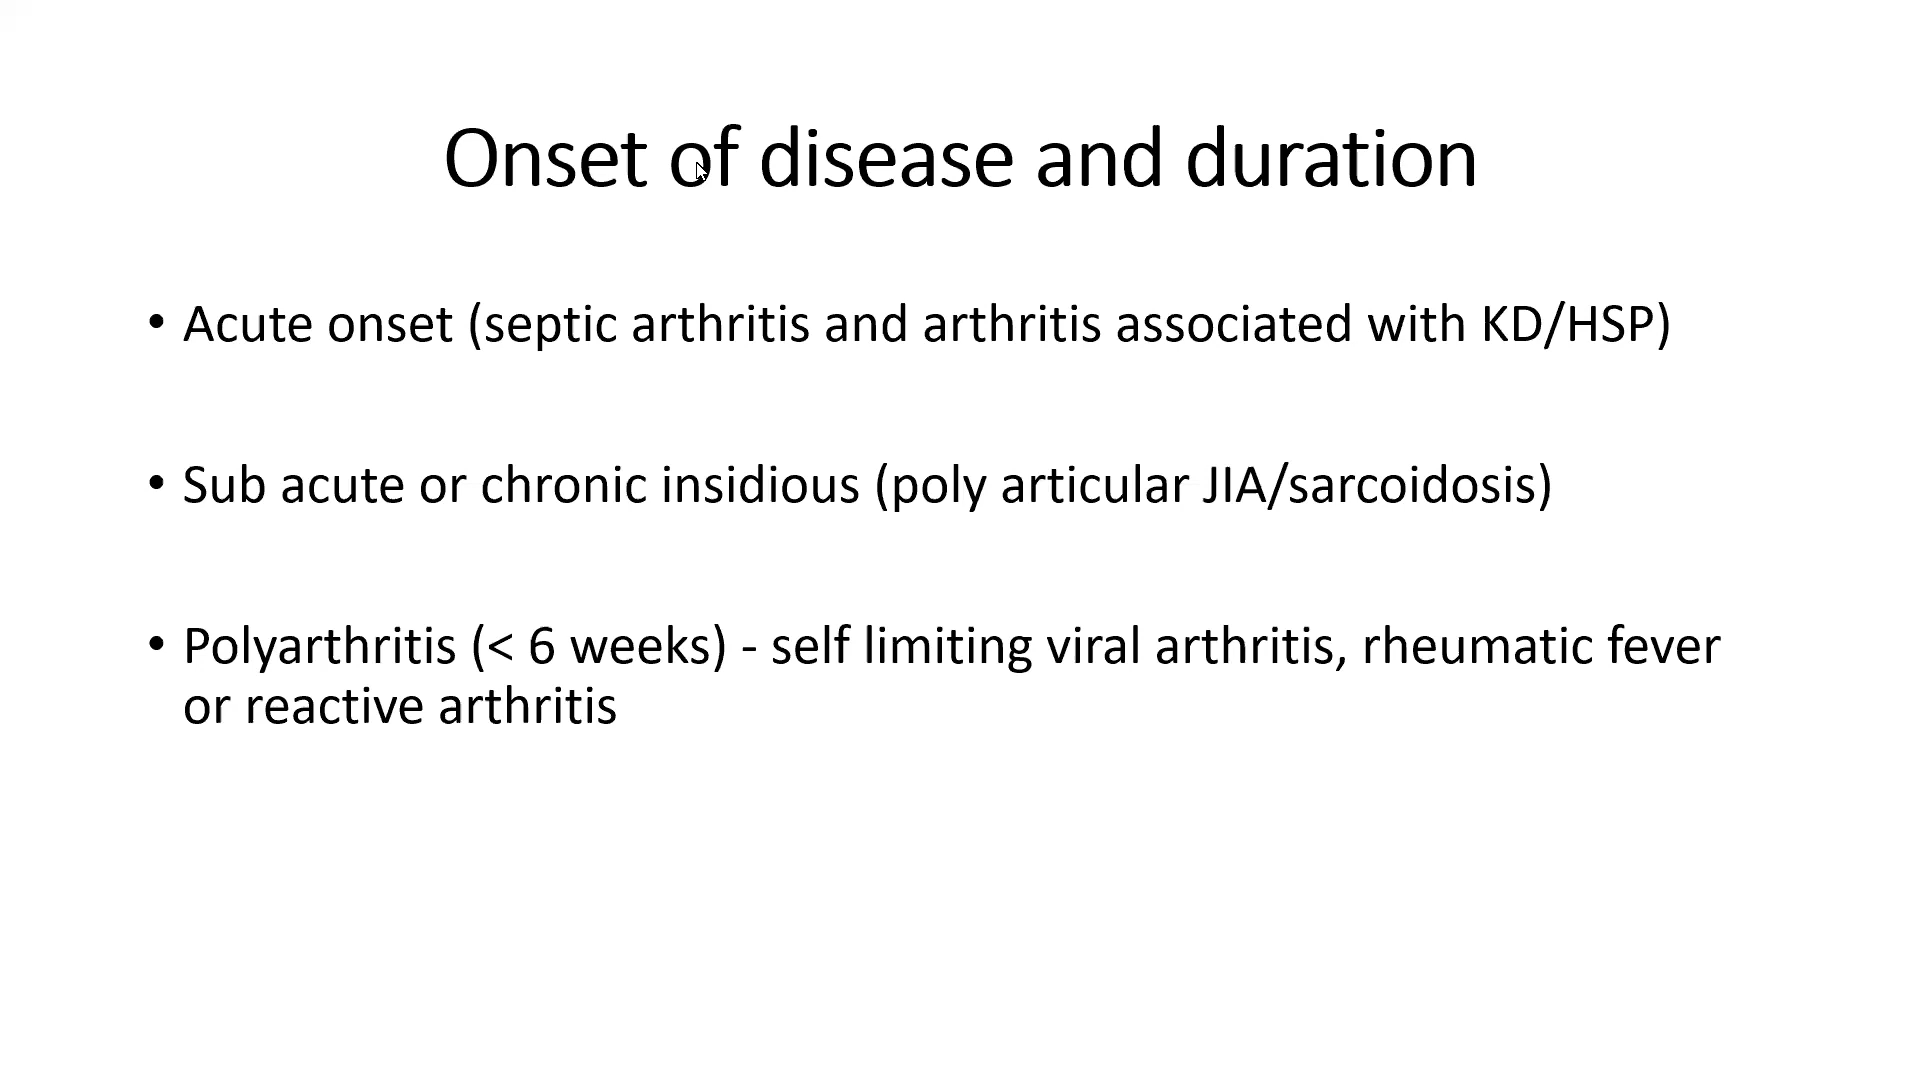 Onset of disease and duration
• Acute onset (septic arthritis and arthritis associated with KD/HSP)
• Sub acute or chronic insidious (poly articular JIA/sarcoidosis)
• Polyarthritis (< 6 weeks) - self limiting viral arthritis, rheumatic fever
or reactive arthritis